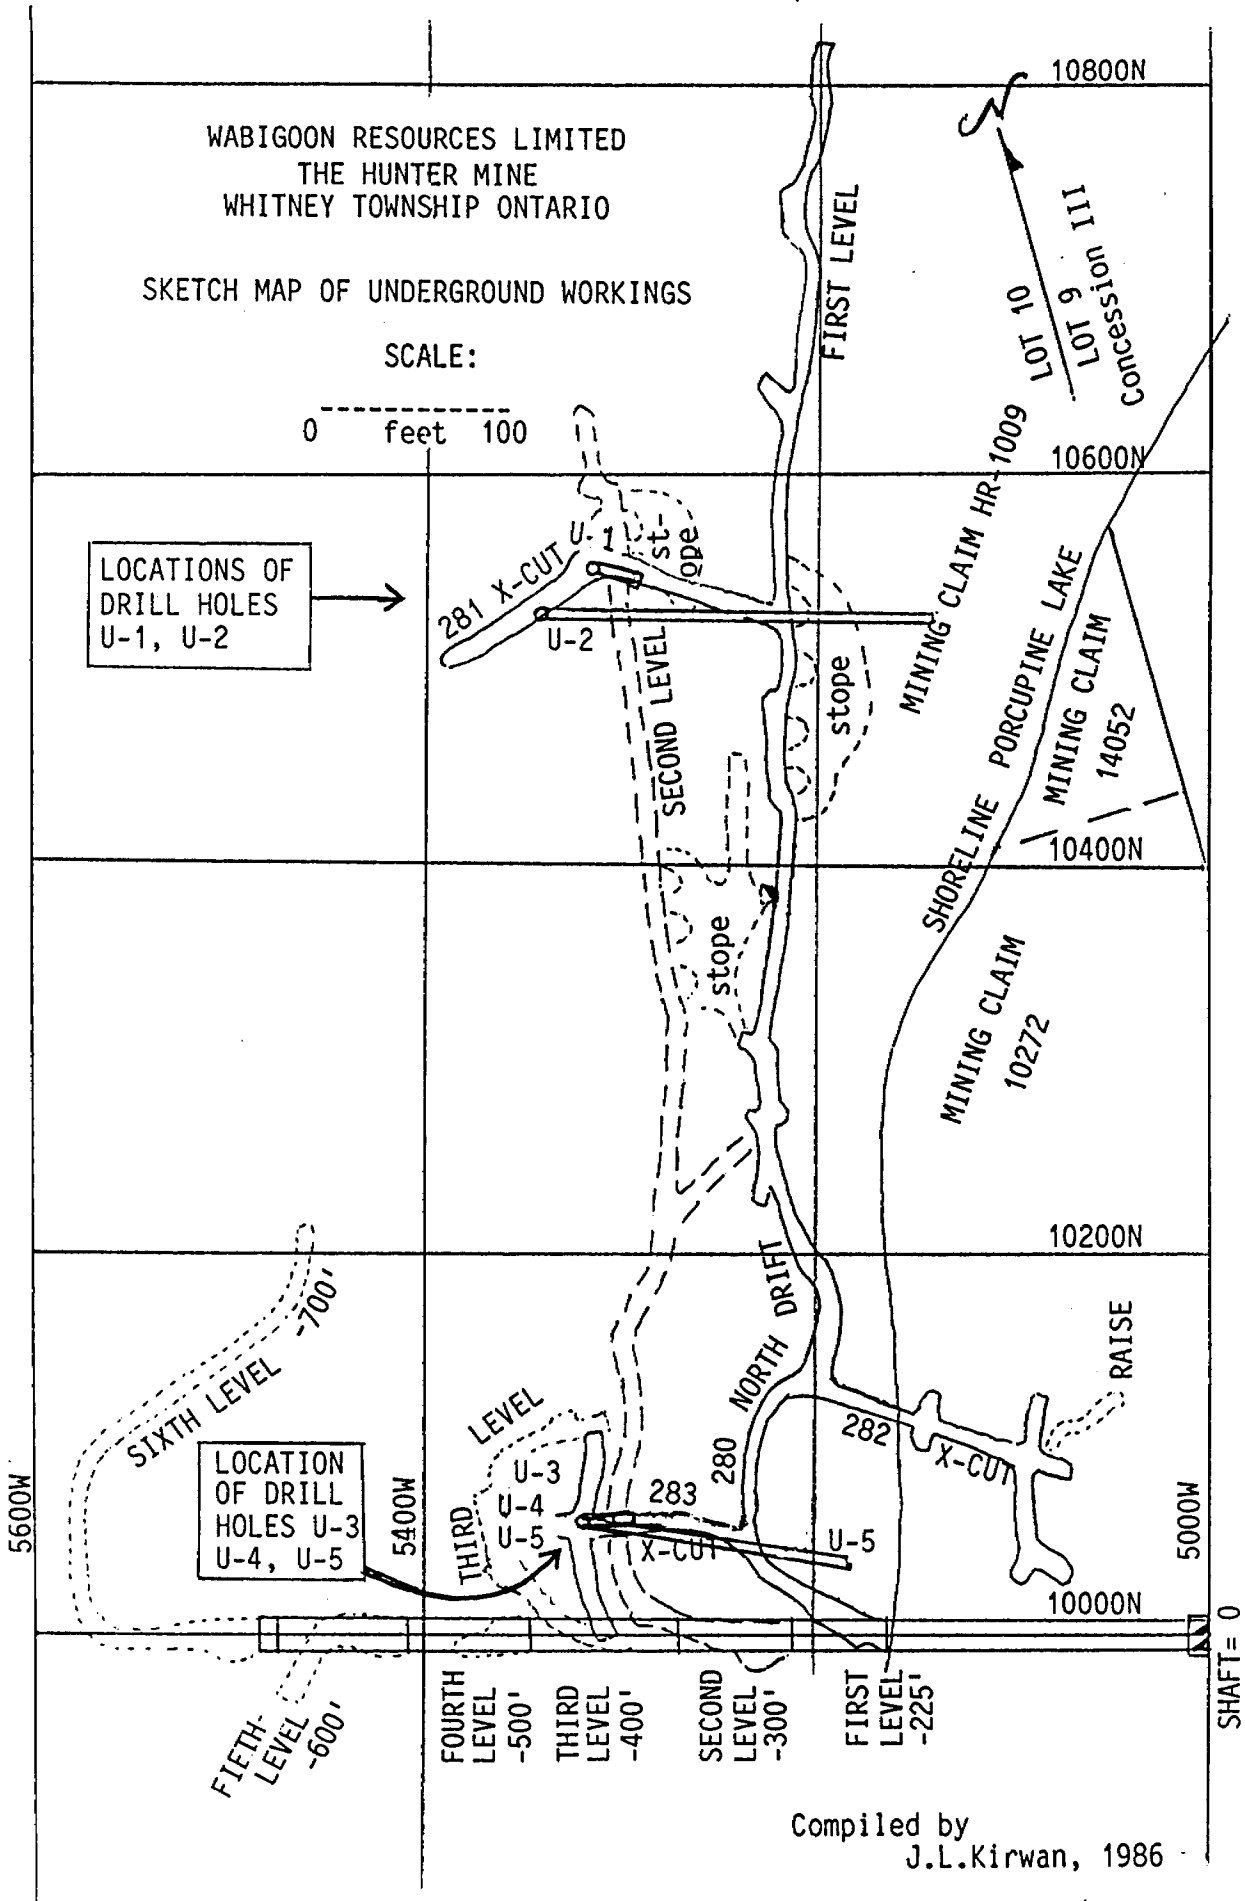 10800N
N
WABIGOON RESOURCES LIMITED
THE HUNTER MINE
WHITNEY TOWNSHIP ONTARIO
SKETCH MAP OF UNDERGROUND WORKINGS
SCALE:
0 feet 100
FIRST LEVEL
LOT 10
LOT 9
Concession III
MINING CLAIM HR-1009
10600N
LOCATIONS OF
DRILL HOLES
U-1, U-2
281 X-CUT
U-1
st-
ope
U-2
SECOND LEVEL
stope
SHORELINE PORCUPINE LAKE
MINING CLAIM
14052
10400N
stope
MINING CLAIM
10272
10200N
-700'
SIXTH LEVEL
NORTH DRIFT
280
RAISE
282
X-CUT
THIRD LEVEL
LOCATION
OF DRILL
HOLES U-3
U-4, U-5
U-3
U-4
U-5
283
X-CUT
U-5
5600W
5400W
5000W
10000N
SHAFT= 0
FIETH-
LEVEL
-600'
FOURTH
LEVEL
-500'
THIRD
LEVEL
-400'
SECOND
LEVEL
-300'
FIRST
LEVEL
-225'
Compiled by
J.L.Kirwan, 1986